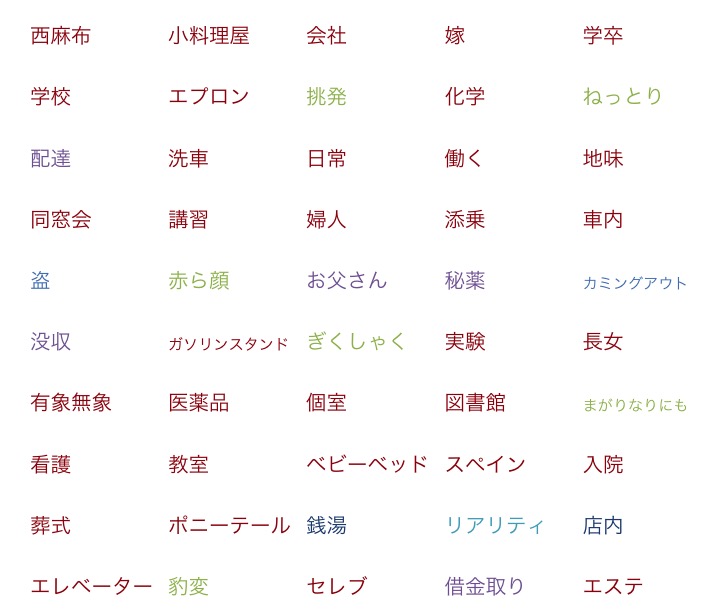 西麻布 小料理屋 会社 嫁 学卒
学校 エプロン 挑発 化学 ねっとり
配達 洗車 日常 働く 地味
同窓会 講習 婦人 添乗 車内
盗 赤ら顔 お父さん 秘薬 カミングアウト
没収 ガソリンスタンド ぎくしゃく 実験 長女
有象無象 医薬品 個室 図書館 まがりなりにも
看護 教室 ベビーベッド スペイン 入院
葬式 ポニーテール 銭湯 リアリティ 店内
エレベーター 豹変 セレブ 借金取り エステ